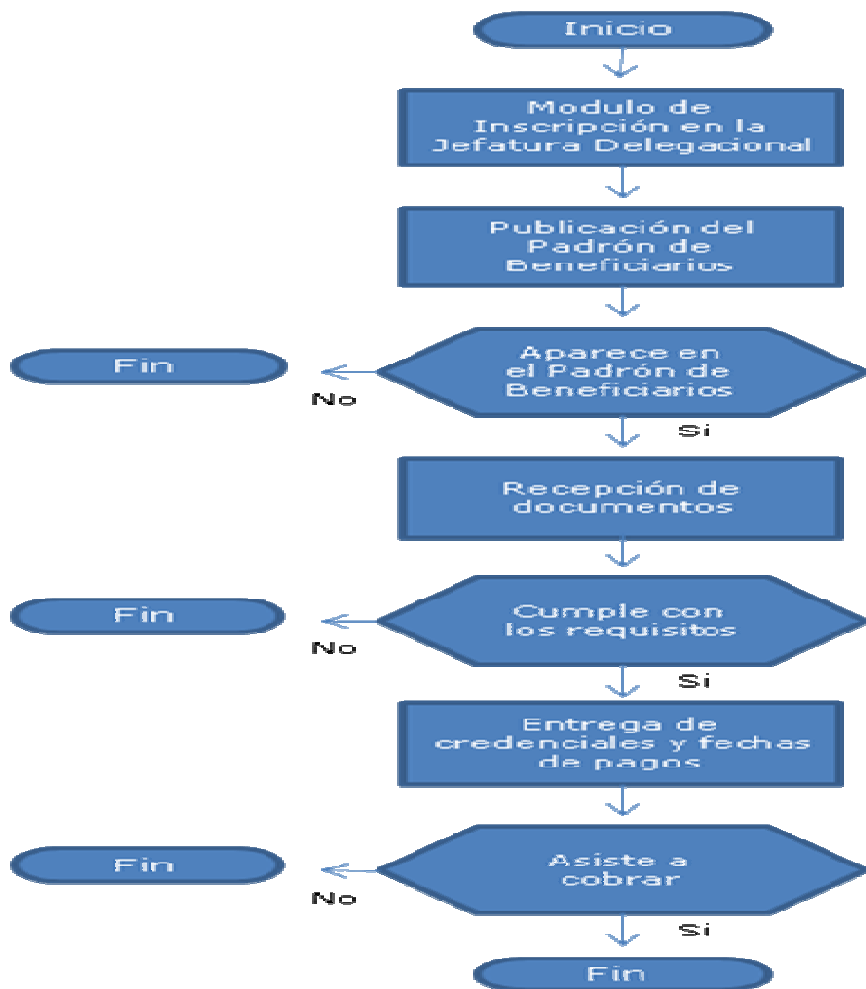 Inicio
Modulo de
Inscripción en la
Jefatura Delegacional
Publicación del
Padrón de
Beneficiarios
Aparece en
el Padrón de
Beneficiarios
Fin
No
Si
Recepción de
documentos
Cumple con
los requisitos
Fin
No
Si
Entrega de
credenciales y fechas
de pagos
Asiste a
cobrar
Fin
No
Si
Fin